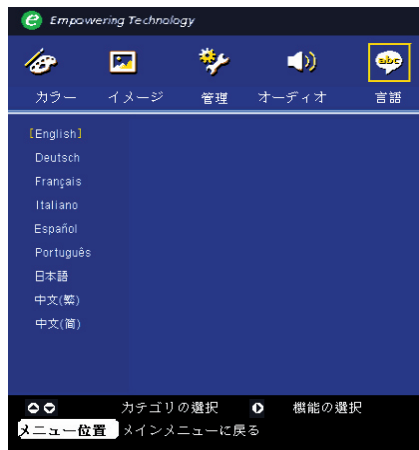 Empowering Technology
abc
カラー イメージ 管理 オーディオ 言語
[English]
Deutsch
Français
Italiano
Español
Português
日本語
中文(繁)
中文(简)
カテゴリの選択 機能の選択
メニュー位置 メインメニューに戻る